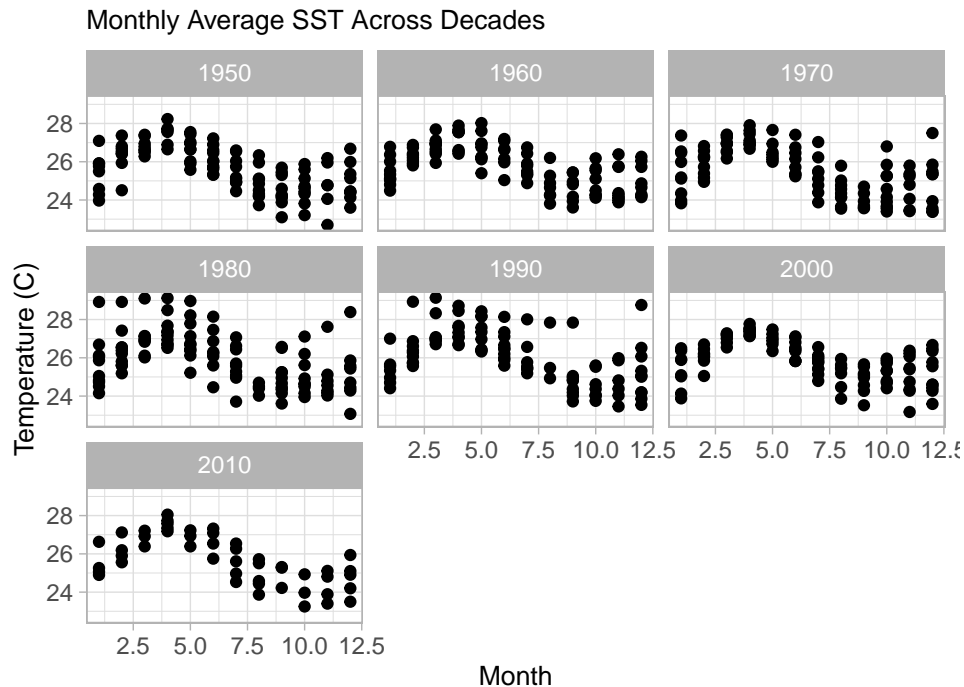 Monthly Average SST Across Decades
1950 1960 1970
28
26
24
1980 1990 2000
28
26
24
2.5 5.0 7.5 10.0 12.5 2.5 5.0 7.5 10.0 12.5
2010
28
26
24
2.5 5.0 7.5 10.0 12.5
Temperature (C)
Month